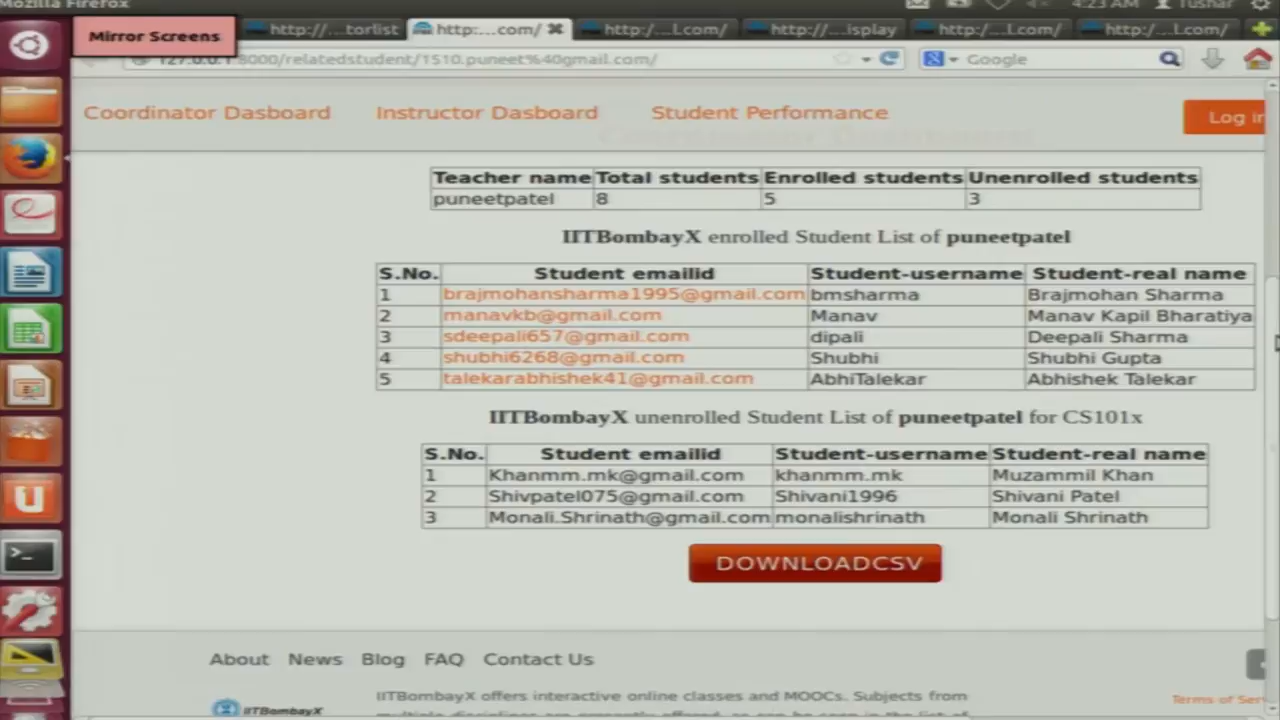 Mozilla Firefox
4:23 AM Tushar
Mirror Screens
http://...torlist
http:...com/
http:/...l.com/
http://...isplay
http:/...l.com/
http:/...l.com/
127.0.0.1:8000/relatedstudent/1S10.puneet%40gmail.com/
Google
Coordinator Dasboard Instructor Dasboard Student Performance
Log in
Teacher name Total students Enrolled students Unenrolled students
puneetpatel 8 5 3
IITBombayX enrolled Student List of puneetpatel
S.No. Student emailid Student-username Student-real name
1 brajmohansharma1995@gmail.com bmsharma Brajmohan Sharma
2 manavkb@gmail.com Manav Manav Kapil Bharatiya
3 sdeepali657@gmail.com dipali Deepali Sharma
4 shubhi6268@gmail.com Shubhi Shubhi Gupta
5 talekarabhishek41@gmail.com AbhiTalekar Abhishek Talekar
IITBombayX unenrolled Student List of puneetpatel for CS101x
S.No. Student emailid Student-username Student-real name
1 Khanmm.mk@gmail.com khanmm.mk Muzammil Khan
2 Shivpatel075@gmail.com Shivani1996 Shivani Patel
3 Monali.Shrinath@gmail.com monalishrinath Monali Shrinath
DOWNLOADCSV
About News Blog FAQ Contact Us
IITBombayX
IITBombayX offers interactive online classes and MOOCs. Subjects from
Terms of Serv